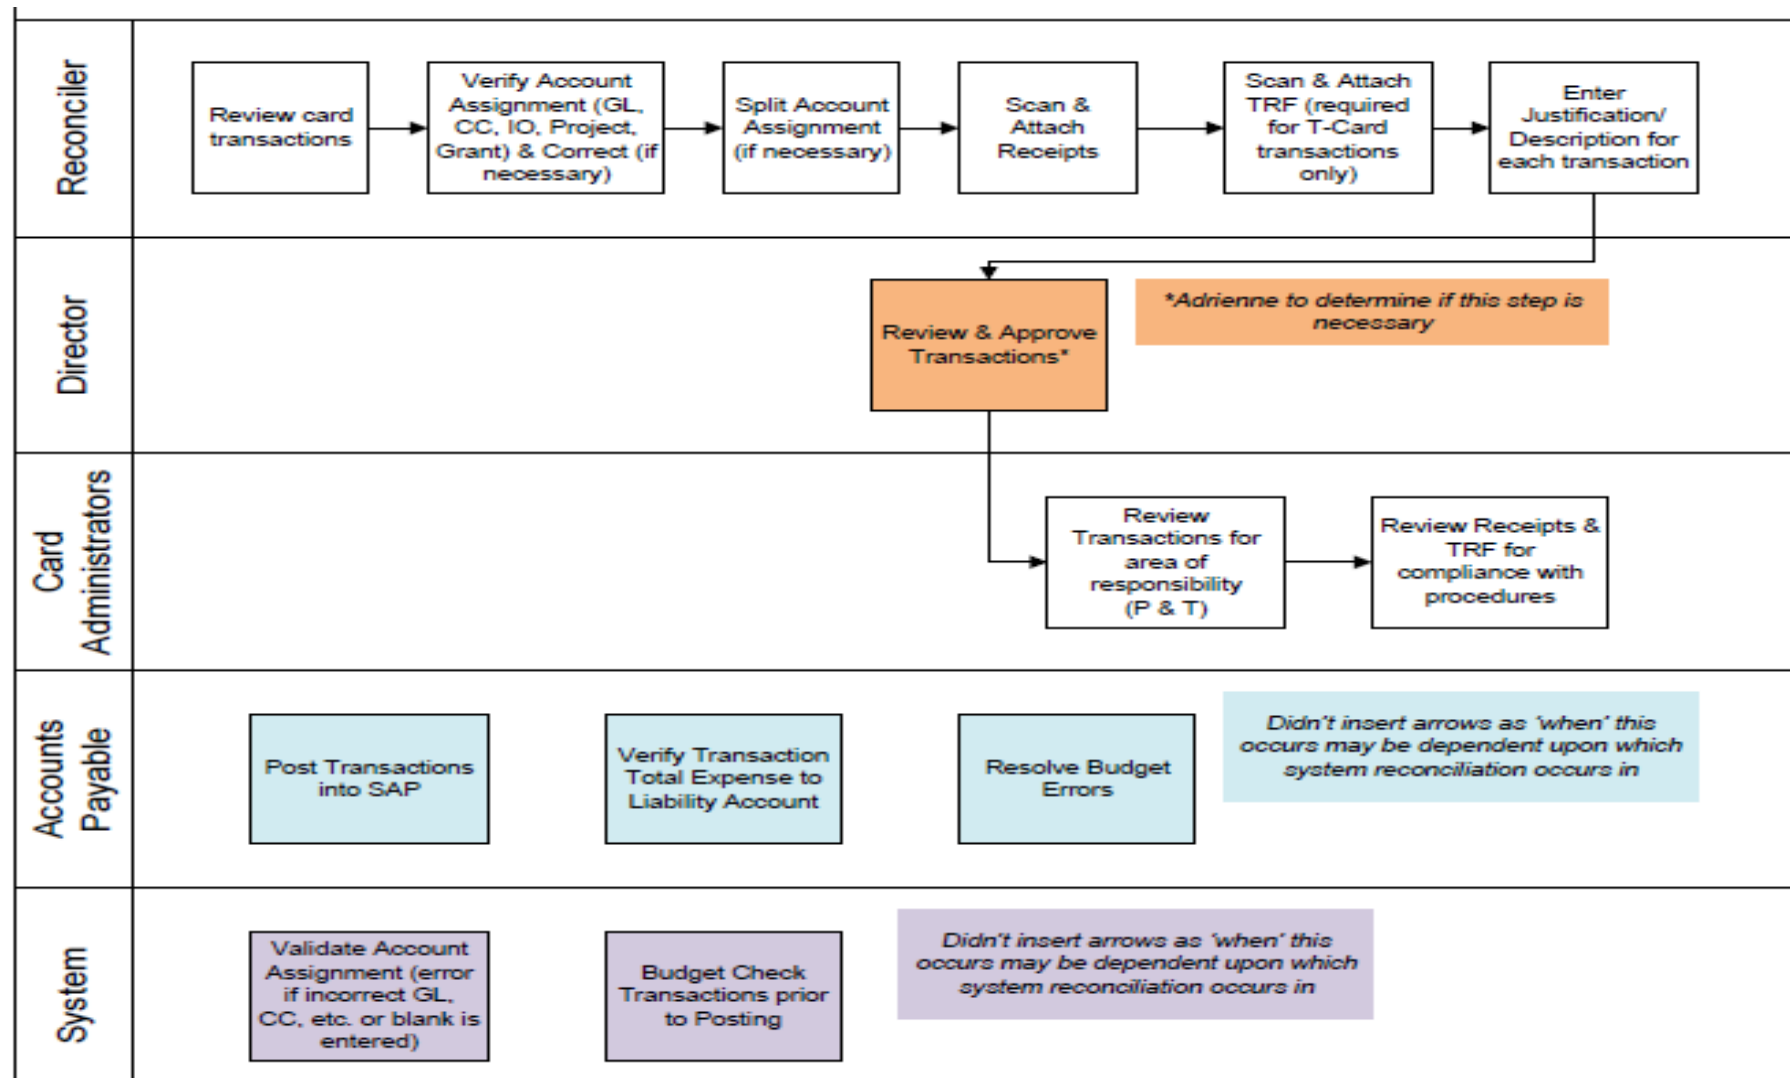 Reconciler
Review card
transactions
Verify Account
Assignment (GL,
CC, IO, Project,
Grant) & Correct (if
necessary)
Split Account
Assignment
(if necessary)
Scan &
Attach
Receipts
Scan & Attach
TRF (required
for T-Card
transactions
only)
Enter
Justification/
Description for
each transaction
Director
Review & Approve
Transactions*
*Adrienne to determine if this step is
necessary
Card
Administrators
Review
Transactions for
area of
responsibility
(P & T)
Review Receipts &
TRF for
compliance with
procedures
Accounts
Payable
Post Transactions
into SAP
Verify Transaction
Total Expense to
Liability Account
Resolve Budget
Errors
Didn't insert arrows as 'when' this
occurs may be dependent upon which
system reconciliation occurs in
System
Validate Account
Assignment (error
if incorrect GL,
CC, etc. or blank is
entered)
Budget Check
Transactions prior
to Posting
Didn't insert arrows as 'when' this
occurs may be dependent upon which
system reconciliation occurs in